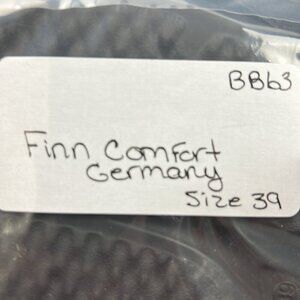 BB63
Finn Comfort
Germany
Size 39